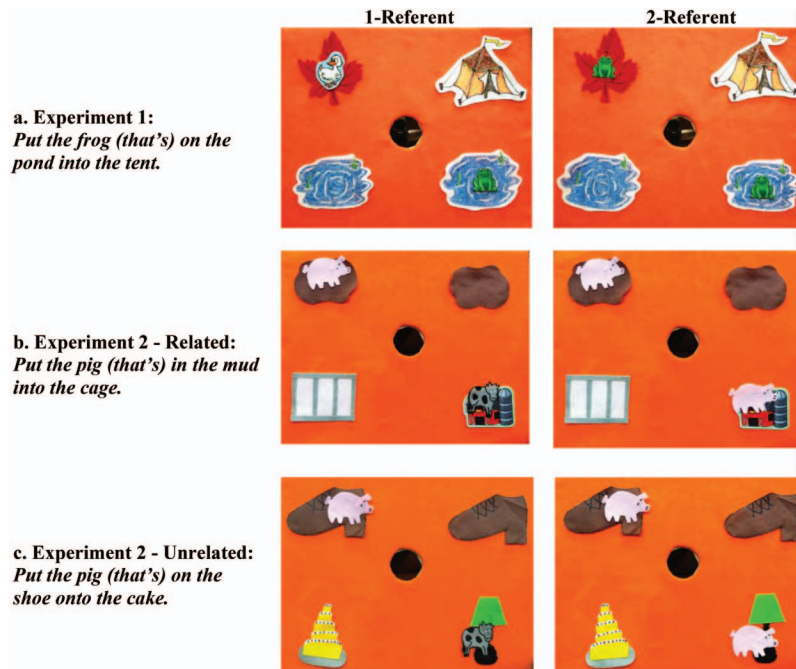 1-Referent
2-Referent
a. Experiment 1:
Put the frog (that's) on the
pond into the tent.
b. Experiment 2 - Related:
Put the pig (that's) in the mud
into the cage.
c. Experiment 2 - Unrelated:
Put the pig (that's) on the
shoe onto the cake.